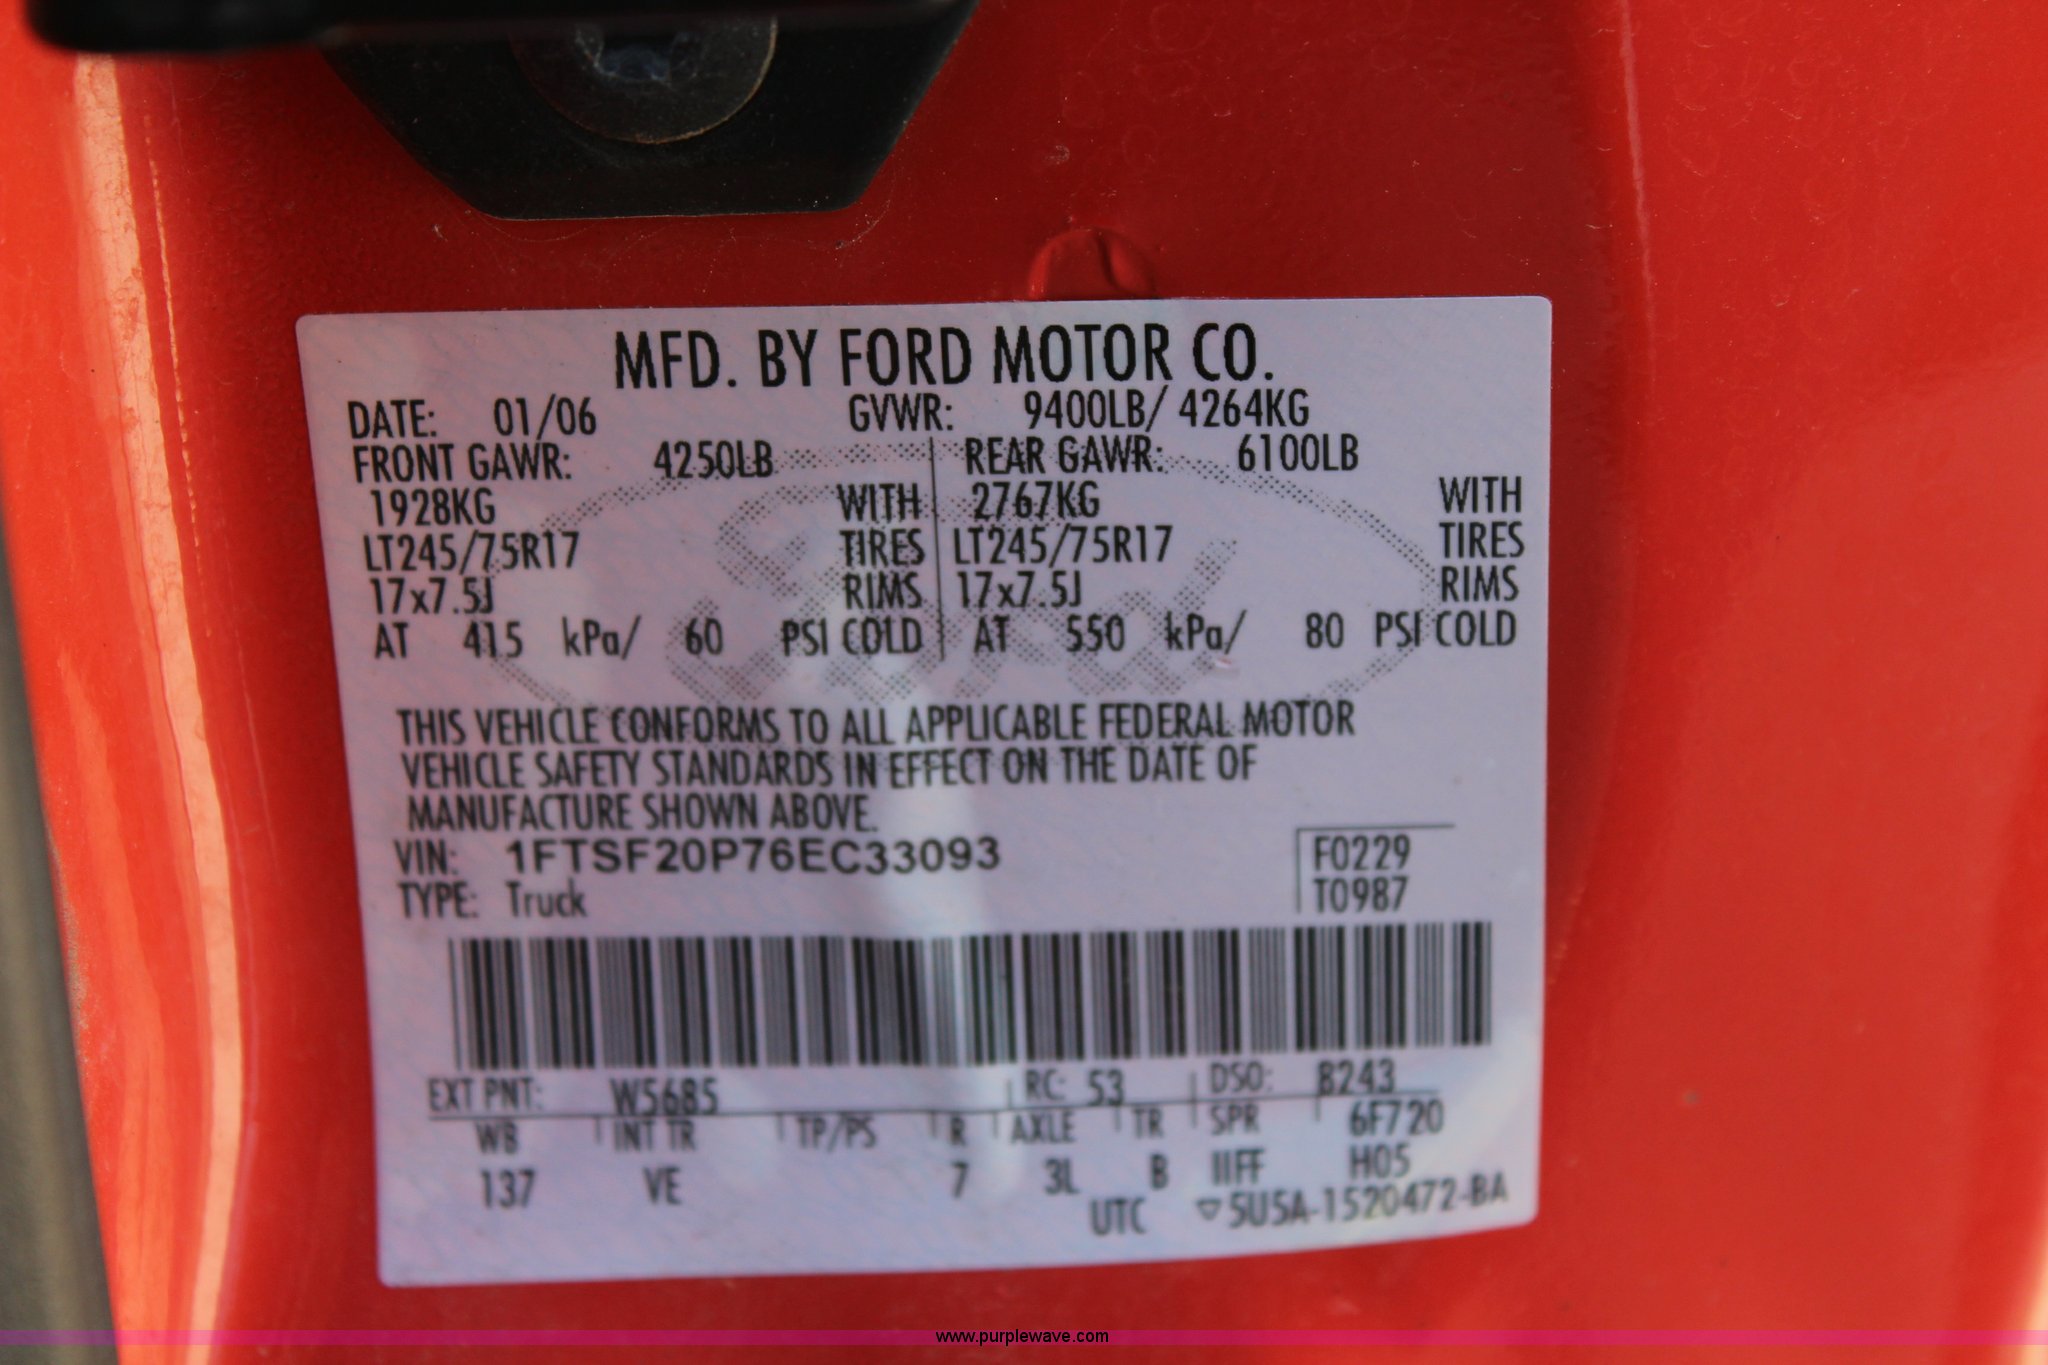 MFD. BY FORD MOTOR CO.
DATE: 01/06 GVWR: 9400LB/ 4264KG
FRONT GAWR: 4250LB REAR GAWR: 6100LB
1928KG WITH 2767KG WITH
LT245/75R17 TIRES LT245/75R17 TIRES
17x7.5J RIMS 17x7.5J RIMS
AT 415 kPa/ 60 PSI COLD AT 550 kPa/ 80 PSI COLD
Ford
THIS VEHICLE CONFORMS TO ALL APPLICABLE FEDERAL MOTOR
VEHICLE SAFETY STANDARDS IN EFFECT ON THE DATE OF
MANUFACTURE SHOWN ABOVE.
VIN: 1FTSF20P76EC33093 F0229
TYPE: Truck T0987
EXT PNT: W5685 RC: 53 DSO: B243
WB INT TR TP/PS R AXLE TR SPR 6F720
137 VE 7 3L B IIFF H05
UTC ▽5U5A-1520472-BA
www.purplewave.com